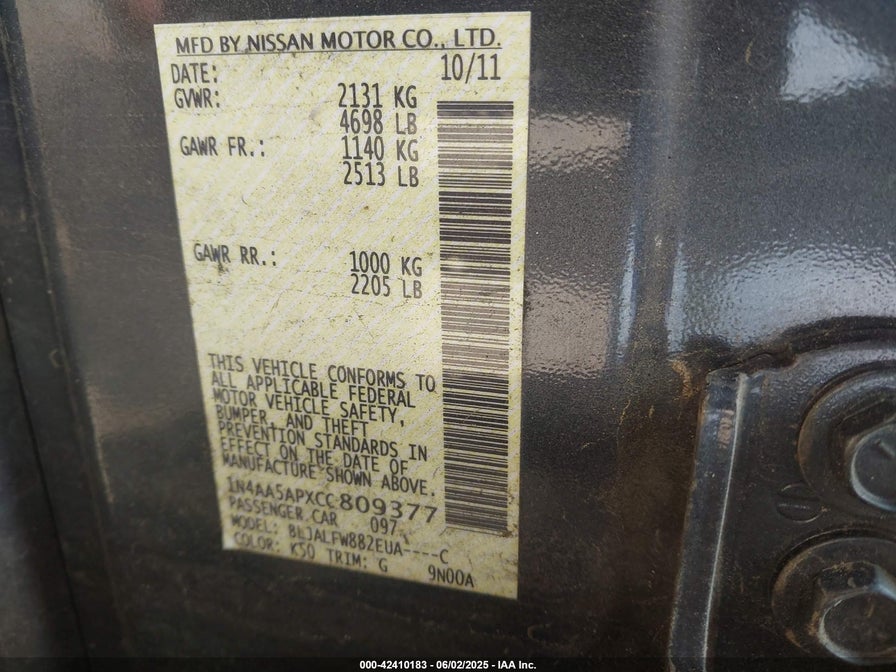 MFD BY NISSAN MOTOR CO., LTD.
DATE: 10/11
GVWR: 2131 KG
4698 LB
GAWR FR.: 1140 KG
2513 LB
GAWR RR.: 1000 KG
2205 LB
THIS VEHICLE CONFORMS TO
ALL APPLICABLE FEDERAL
MOTOR VEHICLE SAFETY,
BUMPER, AND THEFT
PREVENTION STANDARDS IN
EFFECT ON THE DATE OF
MANUFACTURE SHOWN ABOVE.
1N4AA5APXCC809377
PASSENGER CAR 097
MODEL: BLJALFW882EUA----C
COLOR: K50 TRIM: G 9N00A
000-42410183 - 06/02/2025 - IAA Inc.